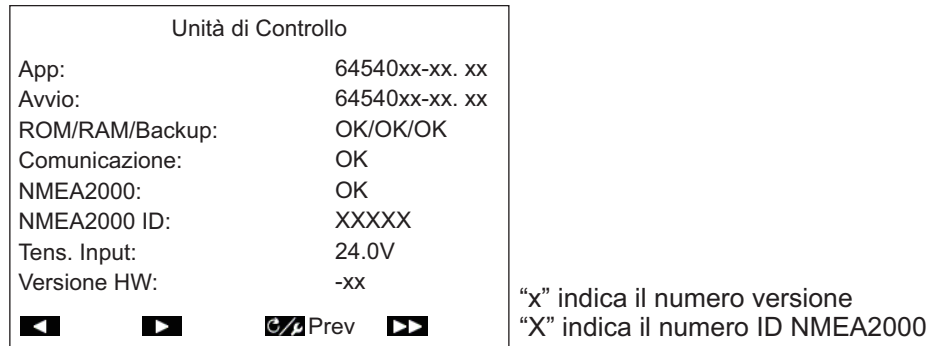 Unità di Controllo
App: 64540xx-xx. xx
Avvio: 64540xx-xx. xx
ROM/RAM/Backup: OK/OK/OK
Comunicazione: OK
NMEA2000: OK
NMEA2000 ID: XXXXX
Tens. Input: 24.0V
Versione HW: -xx
Prev
“x” indica il numero versione
“X” indica il numero ID NMEA2000